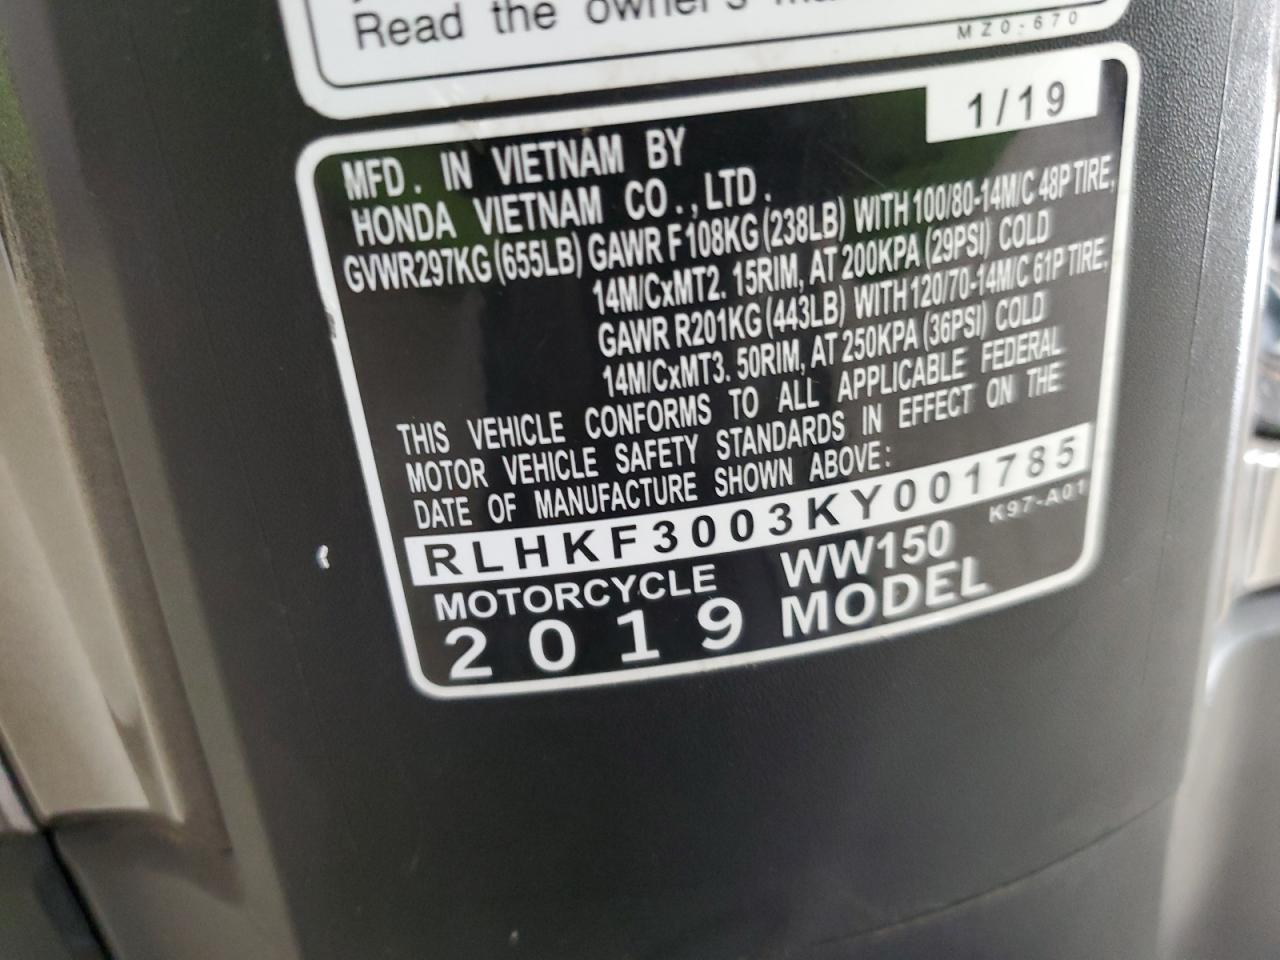 Read the owner's
MZ0-670
1/19
MFD. IN VIETNAM BY
HONDA VIETNAM CO.,LTD.
GVWR297KG(655LB) GAWR F108KG(238LB) WITH 100/80-14M/C 48P TIRE,
14M/CxMT2. 15RIM, AT 200KPA (29PSI) COLD
GAWR R201KG(443LB) WITH 120/70-14M/C 61P TIRE,
14M/CxMT3. 50RIM, AT 250KPA (36PSI) COLD
THIS VEHICLE CONFORMS TO ALL APPLICABLE FEDERAL
MOTOR VEHICLE SAFETY STANDARDS IN EFFECT ON THE
DATE OF MANUFACTURE SHOWN ABOVE:
RLHKF3003KY001785
K97-A01
MOTORCYCLE WW150
2019 MODEL